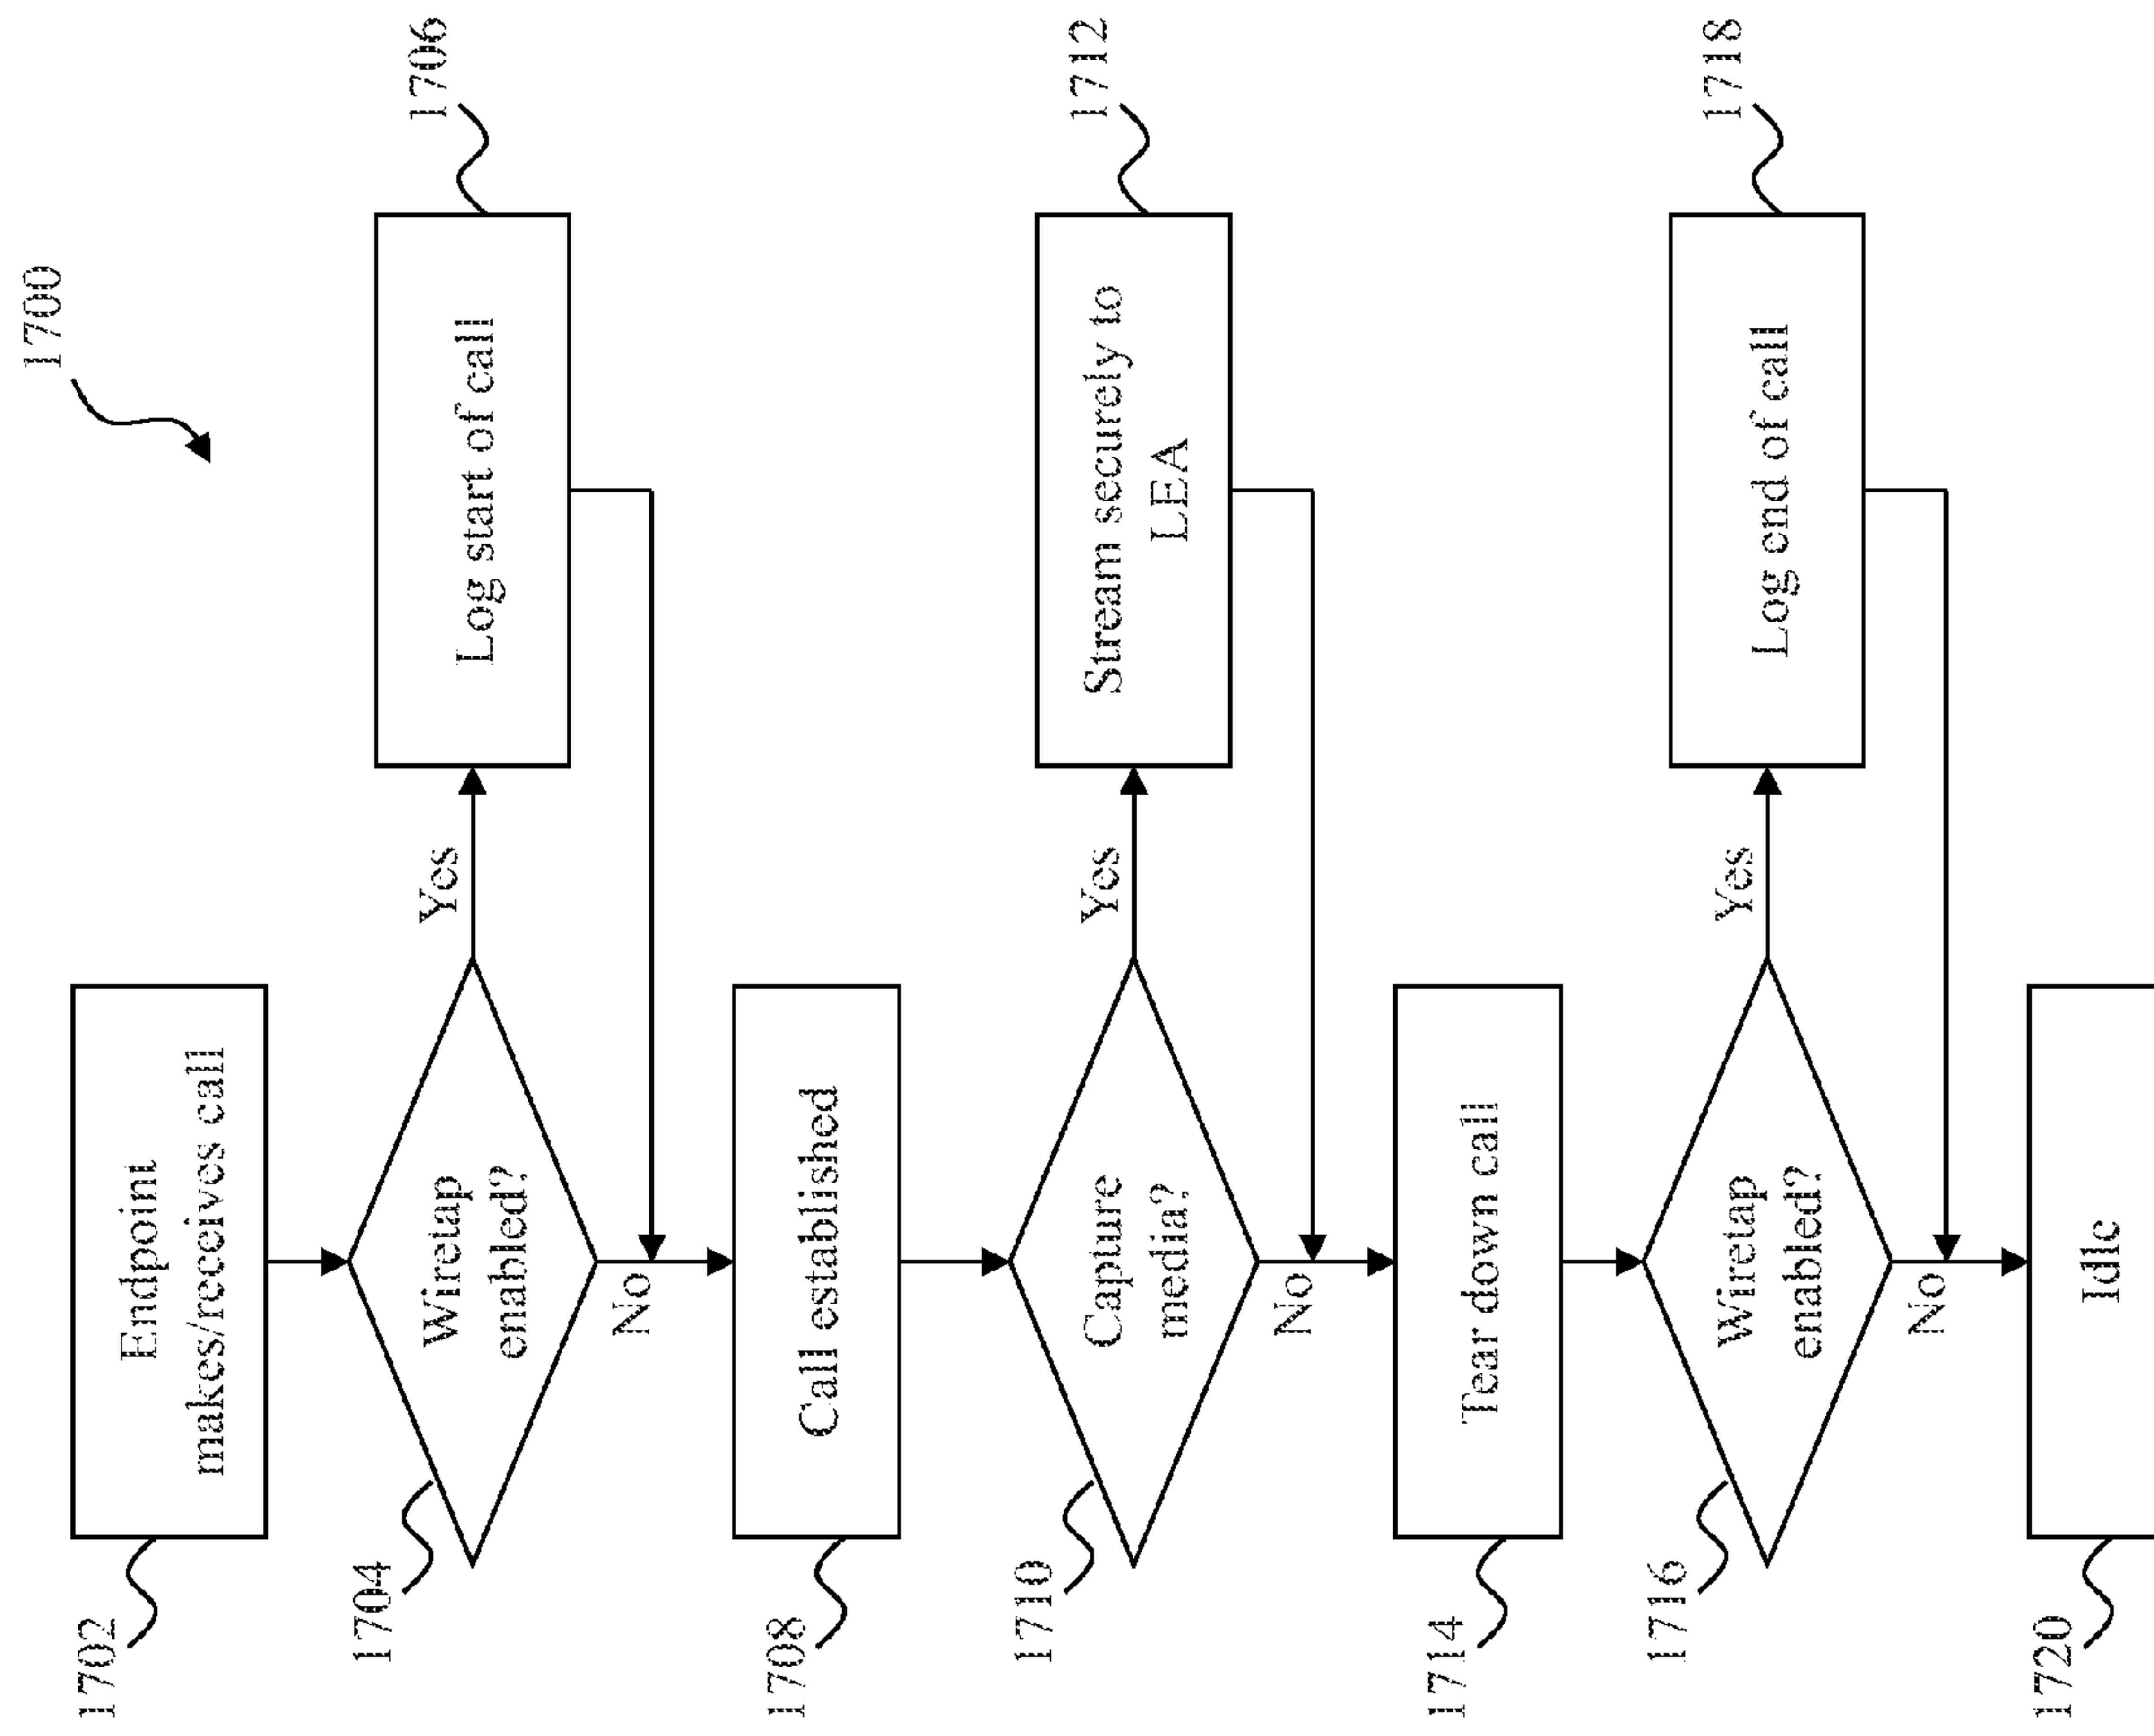 1700
1702
Endpoint
makes/receives call
1704
Wiretap
enabled?
Yes
Log start of call
1706
No
1708
Call established
1710
Capture
media?
Yes
Stream securely to
LEA
1712
No
1714
Tear down call
1716
Wiretap
enabled?
Yes
Log end of call
1718
No
1720
Idle